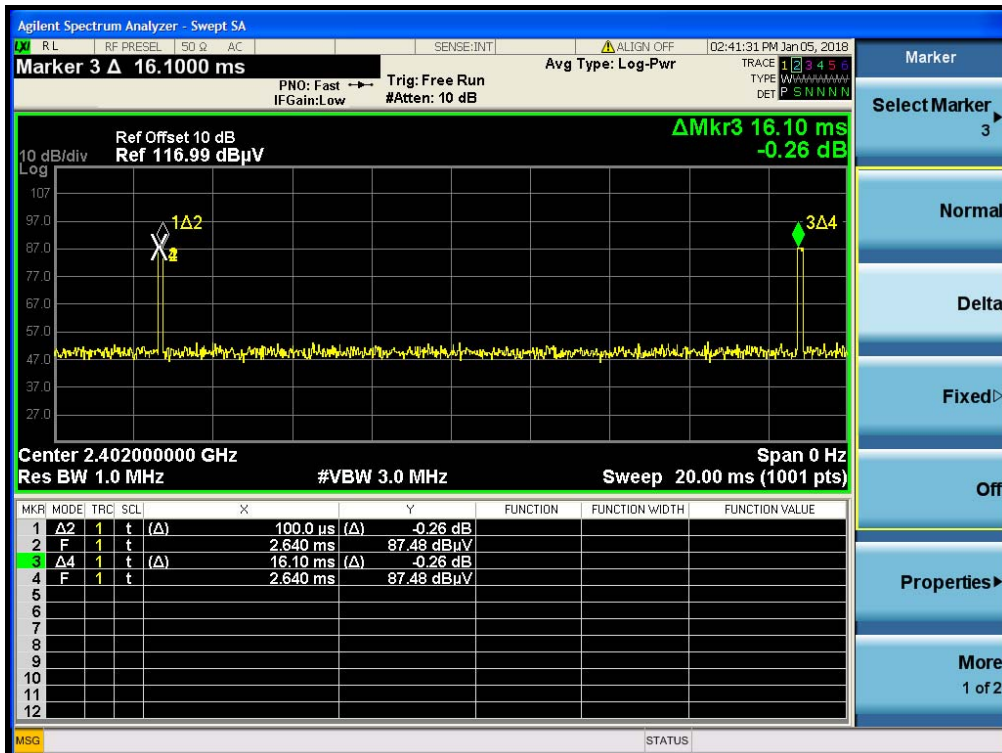 Agilent Spectrum Analyzer - Swept SA
LXI RL RF PRESEL 50 Ω AC SENSE:INT ALIGN OFF 02:41:31 PM Jan 05, 2018
Marker 3 Δ 16.1000 ms
PNO: Fast
IFGain:Low
Trig: Free Run
#Atten: 10 dB
Avg Type: Log-Pwr
TRACE 1 2 3 4 5 6
TYPE W
DET P S N N N N
ΔMkr3 16.10 ms
-0.26 dB
Ref Offset 10 dB
10 dB/div Ref 116.99 dBµV
Log
107
97.0
87.0
77.0
67.0
57.0
47.0
37.0
27.0
1Δ2
3Δ4
Center 2.402000000 GHz Span 0 Hz
Res BW 1.0 MHz #VBW 3.0 MHz Sweep 20.00 ms (1001 pts)
MKR MODE TRC SCL X Y FUNCTION FUNCTION WIDTH FUNCTION VALUE
1 Δ2 1 t (Δ) 100.0 µs (Δ) -0.26 dB
2 F 1 t 2.640 ms 87.48 dBµV
3 Δ4 1 t (Δ) 16.10 ms (Δ) -0.26 dB
4 F 1 t 2.640 ms 87.48 dBµV
5
6
7
8
9
10
11
12
MSG STATUS
Marker
Select Marker
3
Normal
Delta
Fixed
Off
Properties
More
1 of 2